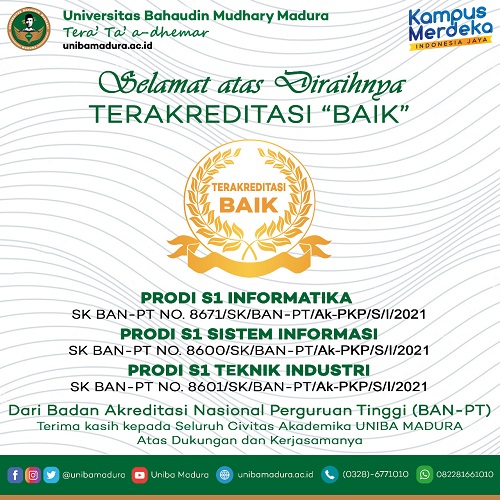 Universitas Bahaudin Mudhary Madura
Tera' Ta' a-dhemar
unibamadura.ac.id
Kampus
Merdeka
INDONESIA JAYA
Selamat atas Diraihnya
TERAKREDITASI "BAIK"
TERAKREDITASI
BAIK
PRODI S1 INFORMATIKA
SK BAN-PT NO. 8671/SK/BAN-PT/Ak-PKP/S/I/2021
PRODI S1 SISTEM INFORMASI
SK BAN-PT NO. 8600/SK/BAN-PT/Ak-PKP/S/I/2021
PRODI S1 TEKNIK INDUSTRI
SK BAN-PT NO. 8601/SK/BAN-PT/Ak-PKP/S/I/2021
Dari Badan Akreditasi Nasional Perguruan Tinggi (BAN-PT)
Terima kasih kepada Seluruh Civitas Akademika UNIBA MADURA
Atas Dukungan dan Kerjasamanya
@unibamadura Uniba Madura unibamadura.ac.id (0328)-6771010 082281661010